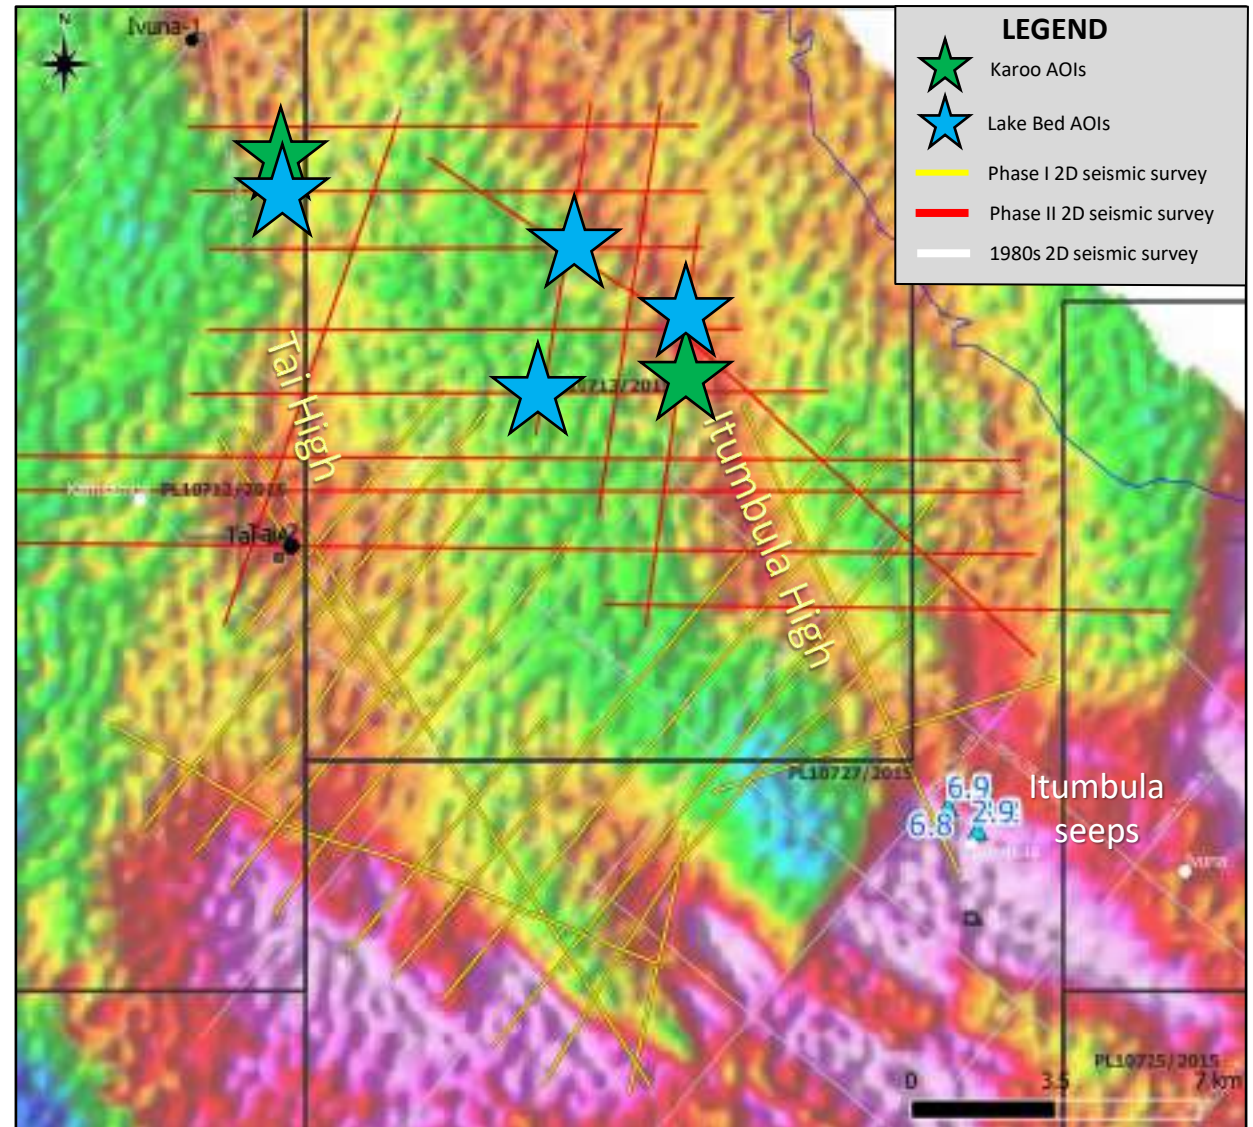 Ivuna-1
N
LEGEND
Karoo AOIs
Lake Bed AOIs
Phase I 2D seismic survey
Phase II 2D seismic survey
1980s 2D seismic survey
Tai High
Itumbula High
PL10712/2015
PL10727/2015
6.9
6.8
2.9
Itumbula
seeps
PL10725/2015
0
3.5
7 km